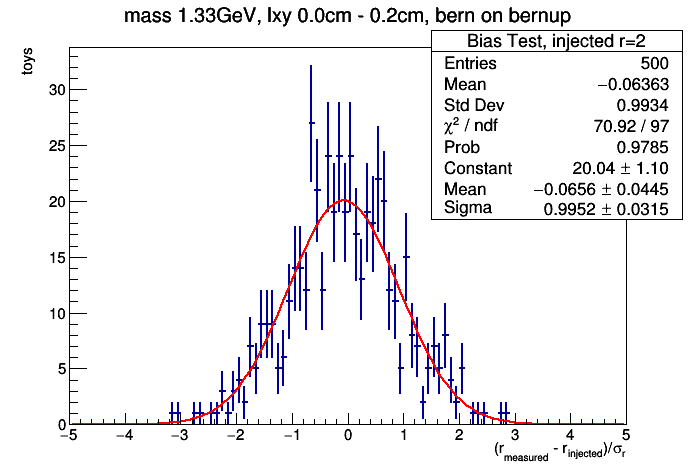 mass 1.33GeV, lxy 0.0cm - 0.2cm, bern on bernup
Bias Test, injected r=2
Entries 500
Mean −0.06363
Std Dev 0.9934
χ² / ndf 70.92 / 97
Prob 0.9785
Constant 20.04 ± 1.10
Mean −0.0656 ± 0.0445
Sigma 0.9952 ± 0.0315
toys
30
25
20
15
10
5
0
−5 −4 −3 −2 −1 0 1 2 3 4 5
(r_measured - r_injected)/σ_r